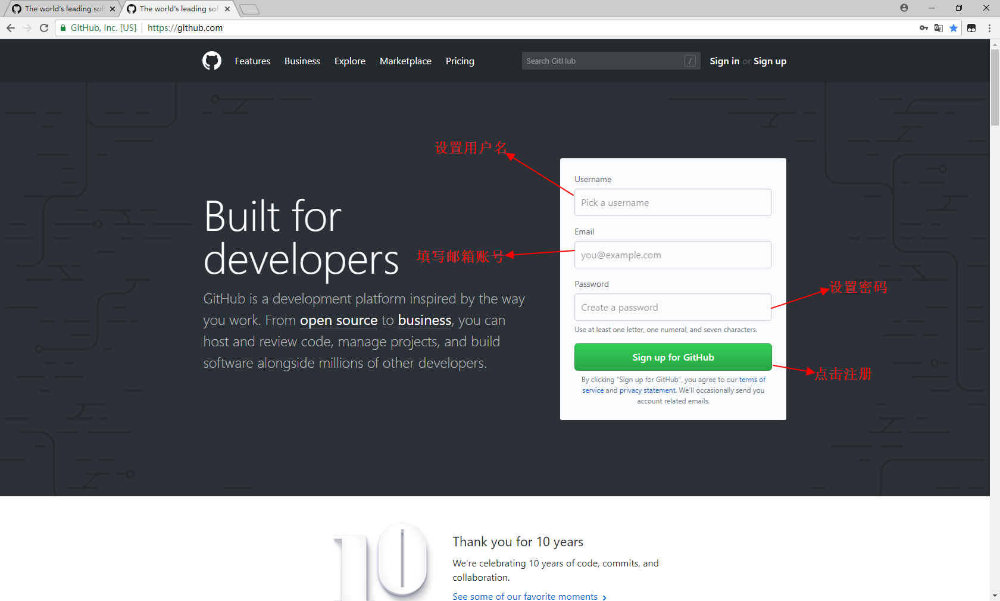 The world's leading sof
The world's leading sof
GitHub, Inc. [US] | https://github.com
Features Business Explore Marketplace Pricing
Search GitHub /
Sign in or Sign up
设置用户名
Username
Pick a username
Email
you@example.com
填写邮箱账号
Password
Create a password
设置密码
Use at least one letter, one numeral, and seven characters.
Sign up for GitHub
点击注册
By clicking “Sign up for GitHub”, you agree to our terms of
service and privacy statement. We’ll occasionally send you
account related emails.
Built for
developers
GitHub is a development platform inspired by the way
you work. From open source to business, you can
host and review code, manage projects, and build
software alongside millions of other developers.
10
Thank you for 10 years
We’re celebrating 10 years of code, commits, and
collaboration.
See some of our favorite moments